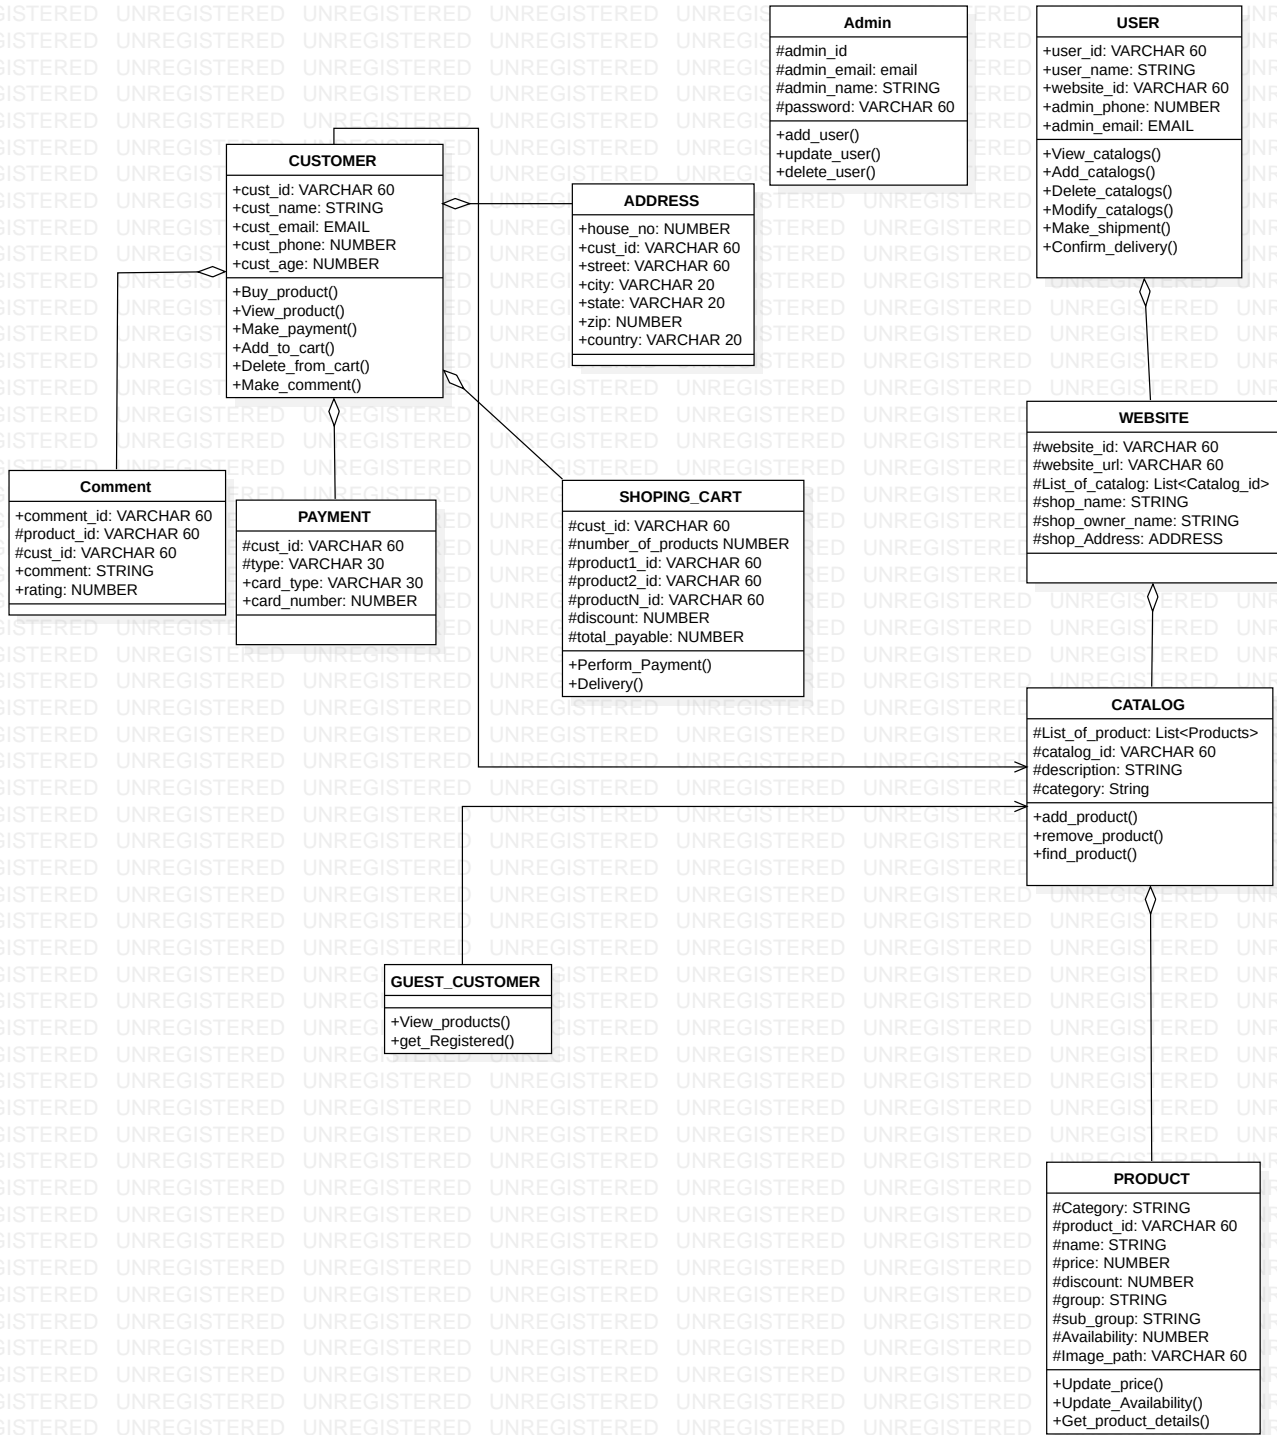 Admin
#admin_id
#admin_email: email
#admin_name: STRING
#password: VARCHAR 60
+add_user()
+update_user()
+delete_user()
USER
+user_id: VARCHAR 60
+user_name: STRING
+website_id: VARCHAR 60
+admin_phone: NUMBER
+admin_email: EMAIL
+View_catalogs()
+Add_catalogs()
+Delete_catalogs()
+Modify_catalogs()
+Make_shipment()
+Confirm_delivery()
CUSTOMER
+cust_id: VARCHAR 60
+cust_name: STRING
+cust_email: EMAIL
+cust_phone: NUMBER
+cust_age: NUMBER
+Buy_product()
+View_product()
+Make_payment()
+Add_to_cart()
+Delete_from_cart()
+Make_comment()
ADDRESS
+house_no: NUMBER
+cust_id: VARCHAR 60
+street: VARCHAR 60
+city: VARCHAR 20
+state: VARCHAR 20
+zip: NUMBER
+country: VARCHAR 20
WEBSITE
#website_id: VARCHAR 60
#website_url: VARCHAR 60
#List_of_catalog: List<Catalog_id>
#shop_name: STRING
#shop_owner_name: STRING
#shop_Address: ADDRESS
Comment
+comment_id: VARCHAR 60
#product_id: VARCHAR 60
#cust_id: VARCHAR 60
+comment: STRING
+rating: NUMBER
PAYMENT
#cust_id: VARCHAR 60
#type: VARCHAR 30
+card_type: VARCHAR 30
+card_number: NUMBER
SHOPING_CART
#cust_id: VARCHAR 60
#number_of_products NUMBER
#product1_id: VARCHAR 60
#product2_id: VARCHAR 60
#productN_id: VARCHAR 60
#discount: NUMBER
#total_payable: NUMBER
+Perform_Payment()
+Delivery()
CATALOG
#List_of_product: List<Products>
#catalog_id: VARCHAR 60
#description: STRING
#category: String
+add_product()
+remove_product()
+find_product()
GUEST_CUSTOMER
+View_products()
+get_Registered()
PRODUCT
#Category: STRING
#product_id: VARCHAR 60
#name: STRING
#price: NUMBER
#discount: NUMBER
#group: STRING
#sub_group: STRING
#Availability: NUMBER
#Image_path: VARCHAR 60
+Update_price()
+Update_Availability()
+Get_product_details()
UNREGISTERED